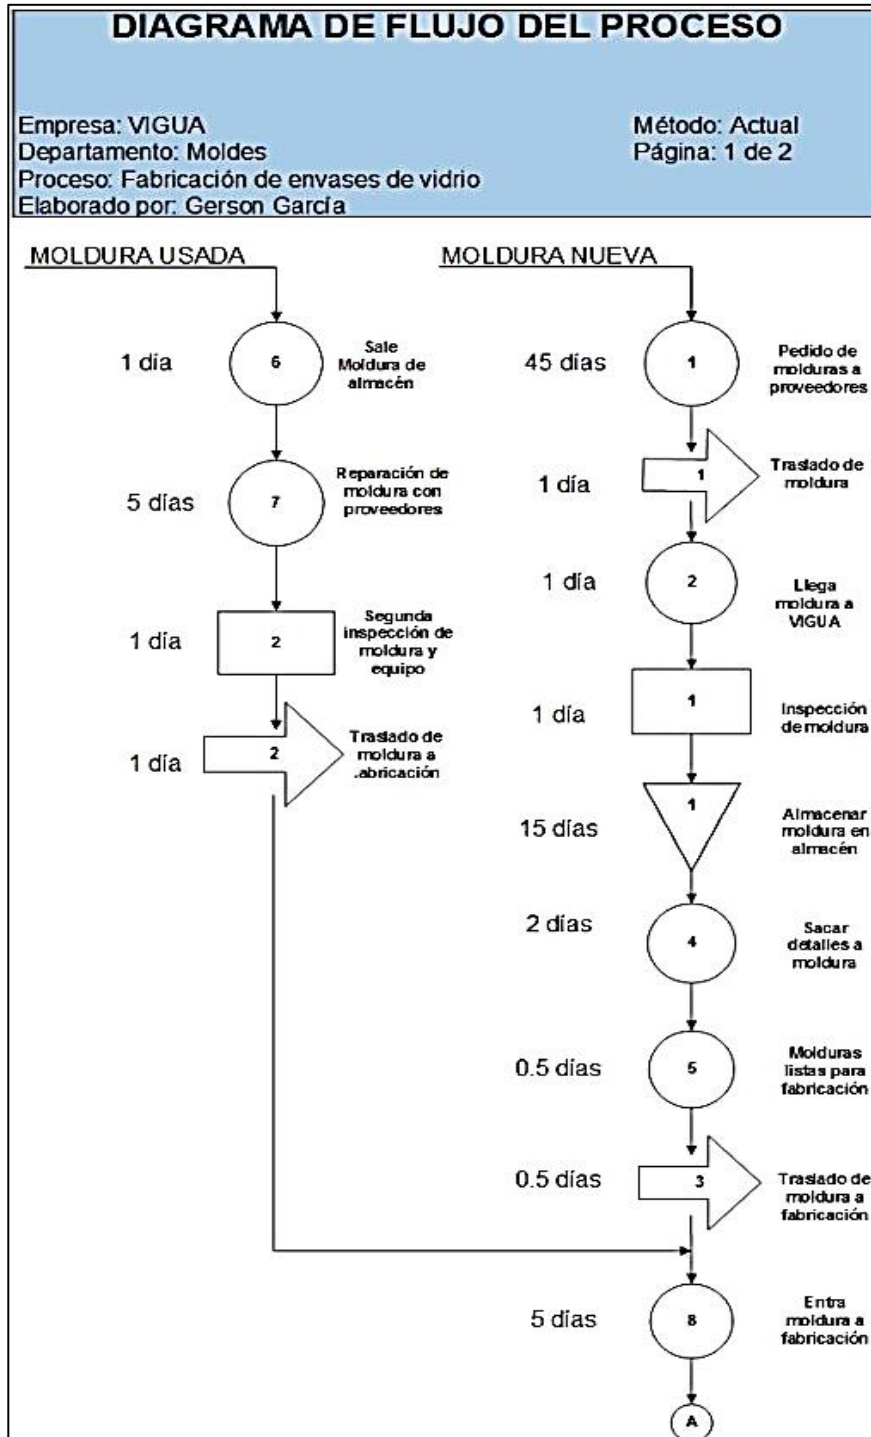 DIAGRAMA DE FLUJO DEL PROCESO
Empresa: VIGUA
Método: Actual
Departamento: Moldes
Página: 1 de 2
Proceso: Fabricación de envases de vidrio
Elaborado por: Gerson García
MOLDURA USADA
1 día
6
Sale
Moldura de
almacén
5 días
7
Reparación de
moldura con
proveedores
1 día
2
Segunda
inspección de
moldura y
equipo
1 día
2
Traslado de
moldura a
.abricación
MOLDURA NUEVA
45 días
1
Pedido de
molduras a
proveedores
1 día
1
Traslado de
moldura
1 día
2
Llega
moldura a
VIGUA
1 día
1
Inspección
de moldura
15 días
1
Almacenar
moldura en
almacén
2 días
4
Sacar
detalles a
moldura
0.5 días
5
Molduras
listas para
fabricación
0.5 días
3
Traslado de
moldura a
fabricación
5 días
8
Entra
moldura a
fabricación
A